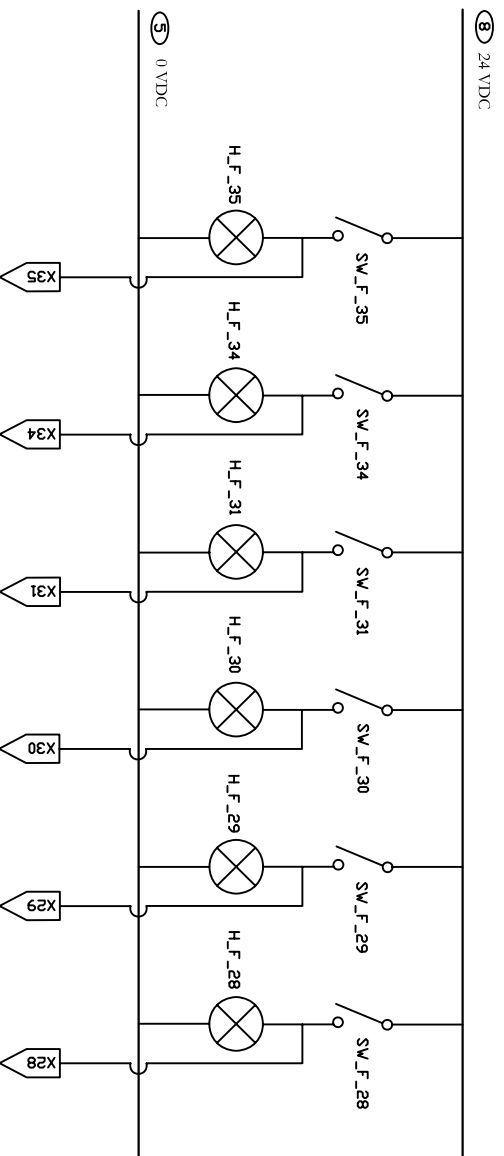 8 24 VDC
5 0 VDC
SW_F_35
H_F_35
X35
SW_F_34
H_F_34
X34
SW_F_31
H_F_31
X31
SW_F_30
H_F_30
X30
SW_F_29
H_F_29
X29
SW_F_28
H_F_28
X28